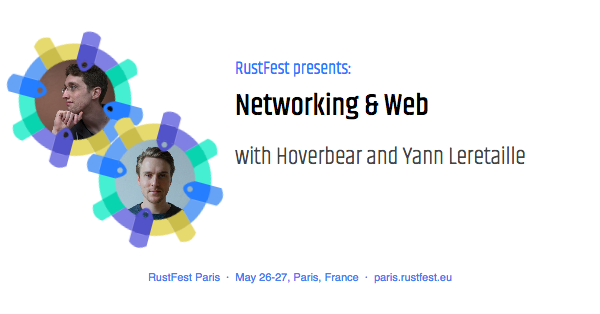 RustFest presents:
Networking & Web
with Hoverbear and Yann Leretaille
RustFest Paris · May 26-27, Paris, France · paris.rustfest.eu